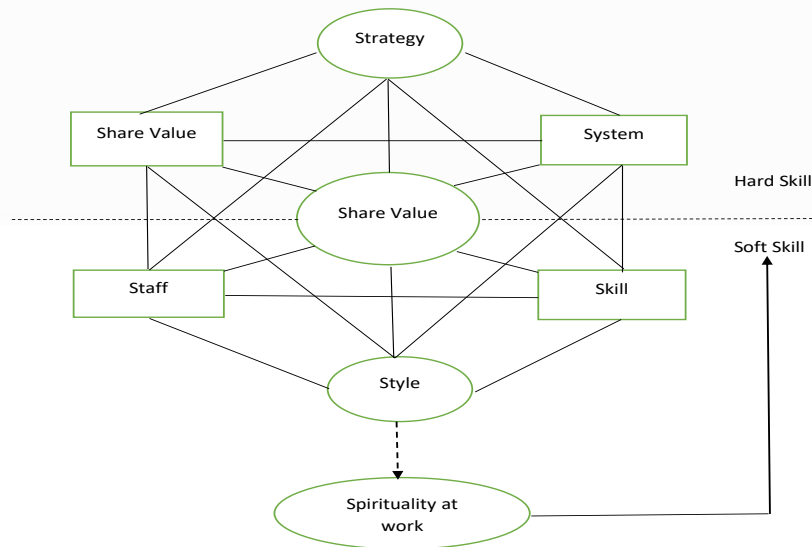 Strategy
Share Value
System
Hard Skill
Share Value
Soft Skill
Staff
Skill
Style
Spirituality at
work